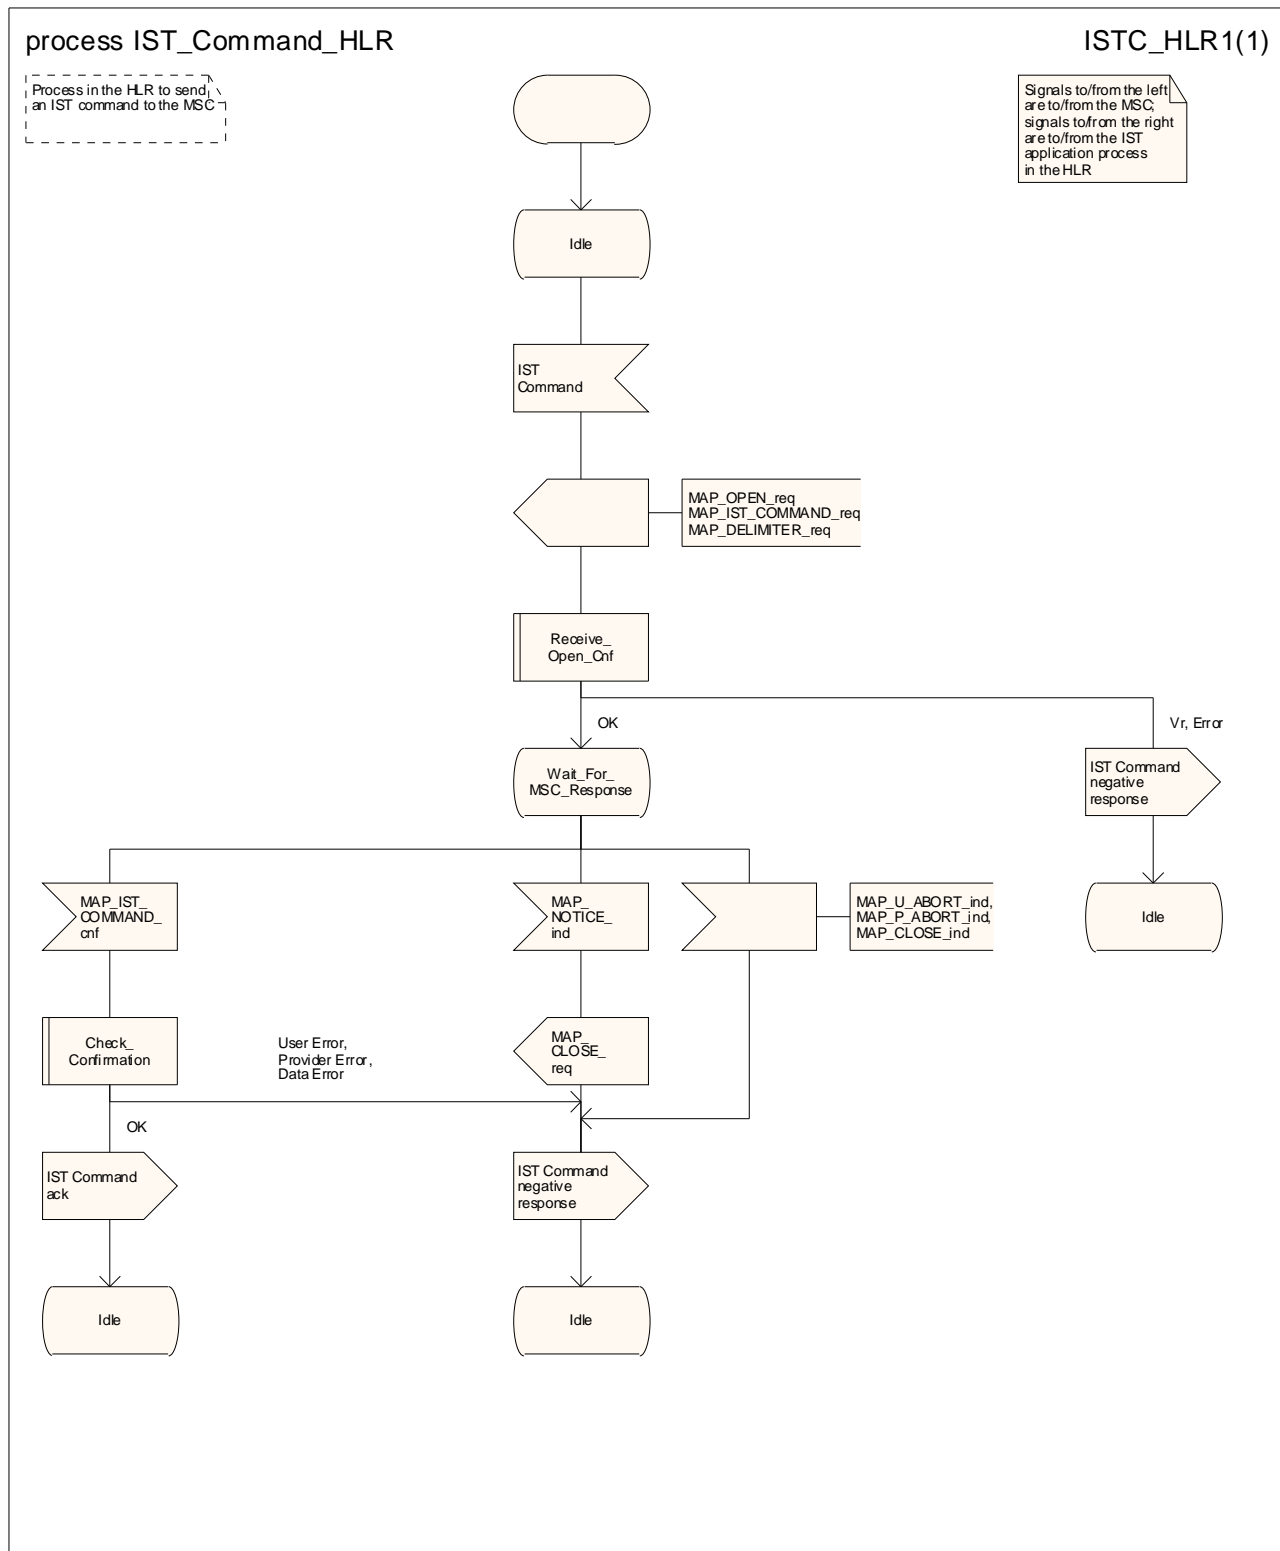 process IST_Command_HLR
ISTC_HLR1(1)
Process in the HLR to send
an IST command to the MSC
Signals to/from the left
are to/from the MSC;
signals to/from the right
are to/from the IST
application process
in the HLR
Idle
IST
Command
MAP_OPEN_req
MAP_IST_COMMAND_req
MAP_DELIMITER_req
Receive_
Open_Cnf
OK
Vr, Error
Wait_For_
MSC_Response
IST Command
negative
response
MAP_IST_
COMMAND_
cnf
MAP_
NOTICE_
ind
MAP_U_ABORT_ind,
MAP_P_ABORT_ind,
MAP_CLOSE_ind
Idle
Check_
Confirmation
User Error,
Provider Error,
Data Error
MAP_
CLOSE_
req
OK
IST Command
ack
IST Command
negative
response
Idle
Idle